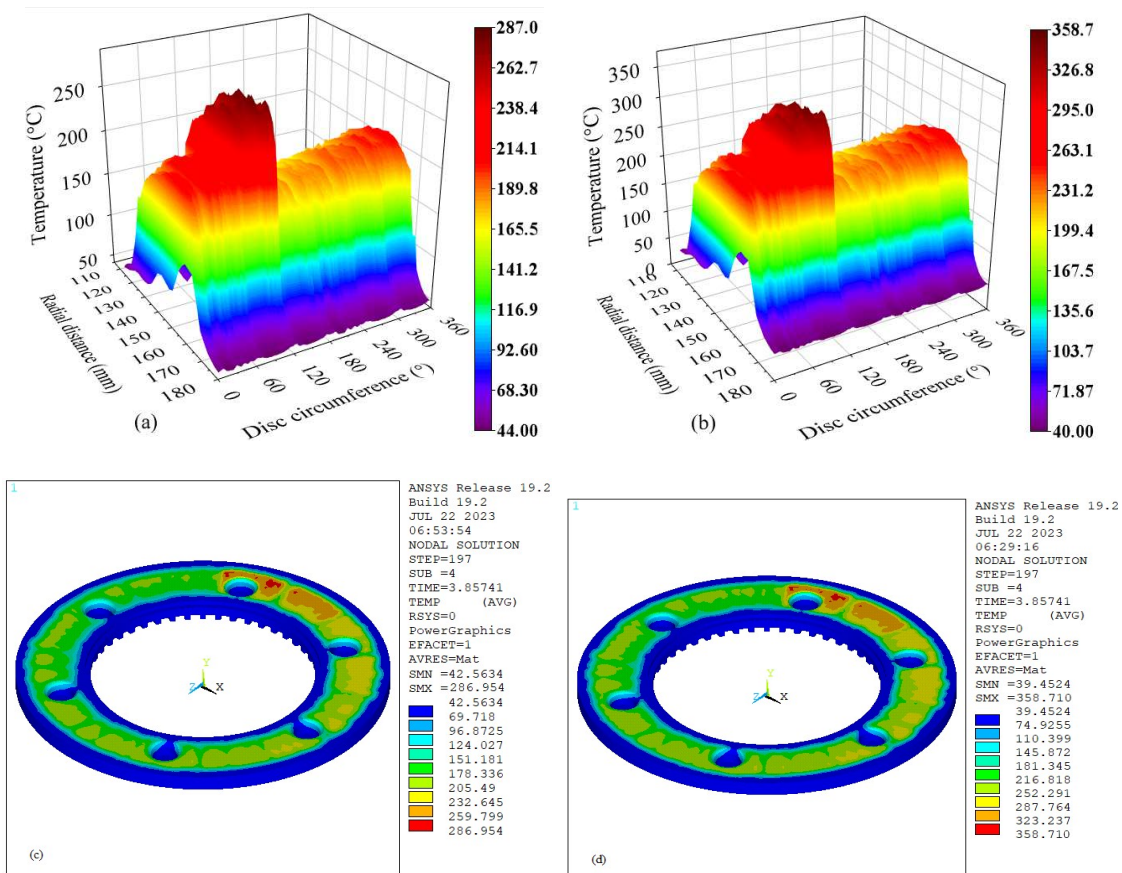 250
200
150
100
50
Temperature (°C)
110
120
130
140
150
160
170
180
Radial distance (mm)
0
60
120
180
240
300
360
Disc circumference (°)
(a)
287.0
262.7
238.4
214.1
189.8
165.5
141.2
116.9
92.60
68.30
44.00
350
300
250
200
150
100
50
0
Temperature (°C)
110
120
130
140
150
160
170
180
Radial distance (mm)
0
60
120
180
240
300
360
Disc circumference (°)
(b)
358.7
326.8
295.0
263.1
231.2
199.4
167.5
135.6
103.7
71.87
40.00
1
ANSYS Release 19.2
Build 19.2
JUL 22 2023
06:53:54
NODAL SOLUTION
STEP=197
SUB =4
TIME=3.85741
TEMP (AVG)
RSYS=0
PowerGraphics
EFACET=1
AVRES=Mat
SMN =42.5634
SMX =286.954
42.5634
69.718
96.8725
124.027
151.181
178.336
205.49
232.645
259.799
286.954
Y
Z
X
(c)
1
ANSYS Release 19.2
Build 19.2
JUL 22 2023
06:29:16
NODAL SOLUTION
STEP=197
SUB =4
TIME=3.85741
TEMP (AVG)
RSYS=0
PowerGraphics
EFACET=1
AVRES=Mat
SMN =39.4524
SMX =358.710
39.4524
74.9255
110.399
145.872
181.345
216.818
252.291
287.764
323.237
358.710
Y
Z
X
(d)